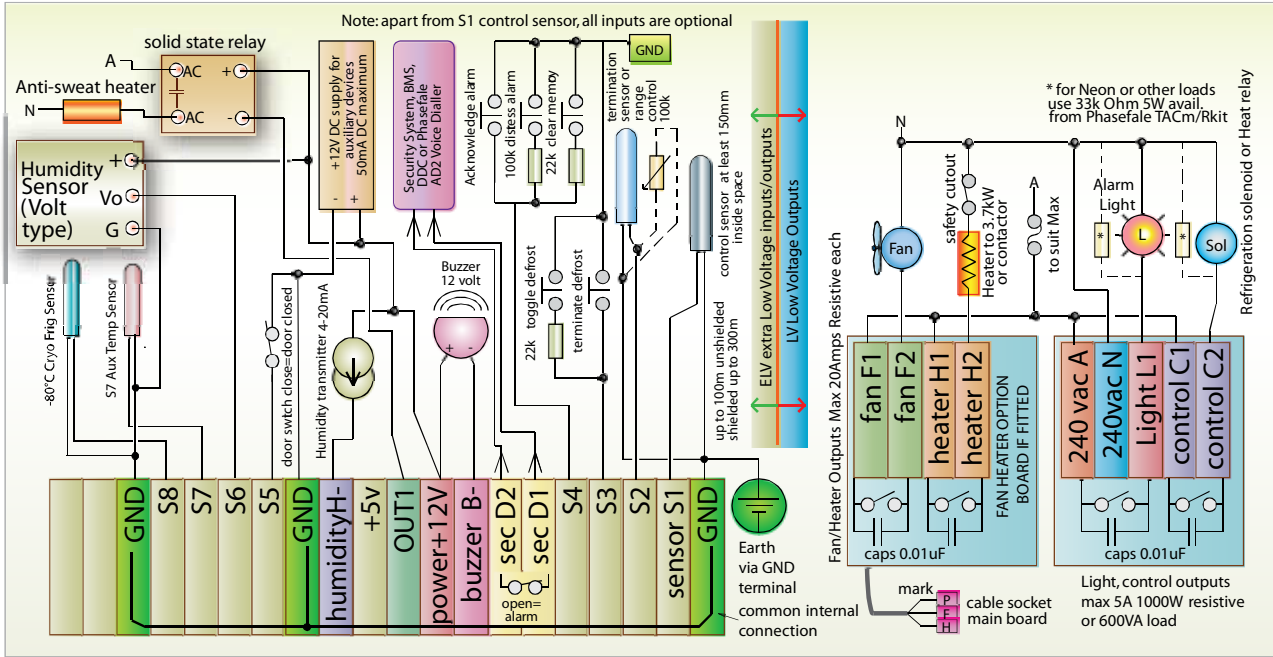 Note: apart from S1 control sensor, all inputs are optional
solid state relay
A
AC
+
Anti-sweat heater
N
AC
-
Humidity
Sensor
(Volt
type)
+
Vo
G
-80°C Cryo Frig Sensor
S7 Aux Temp Sensor
+12V DC supply for
auxiliary devices
50mA DC maximum
-
+
Security System, BMS,
DDC or Phasefale
AD2 Voice Dialler
Acknowledge alarm
100k distess alarm
22k clear memory
GND
termination
sensor or
range
control
100k
control sensor at least 150mm
inside space
door switch close=door closed
Humidity transmitter 4-20mA
Buzzer
12 volt
+
-
22k toggle defrost
terminate defrost
up to 100m unshielded
shielded up to 300m
ELV extra Low Voltage inputs/outputs
LV Low Voltage Outputs
GND
S8
S7
S6
S5
GND
humidityH-
+5v
OUT1
power+12V
buzzer B-
sec D2
sec D1
open=
alarm
S4
S3
S2
sensor S1
GND
Earth
via GND
terminal
common internal
connection
* for Neon or other loads
use 33k Ohm 5W avail.
from Phasefale TACm/Rkit
N
Fan
safety cutout
Heater to 3.7kW
or contactor
A
to suit Max
Alarm
Light
*
L
*
Sol
Refrigeration solenoid or Heat relay
Fan/Heater Outputs Max 20Amps Resistive each
fan F1
fan F2
heater H1
heater H2
FAN HEATER OPTION
BOARD IF FITTED
caps 0.01uF
240 vac A
240vac N
Light L1
control C1
control C2
caps 0.01uF
mark
P
F
H
cable socket
main board
Light, control outputs
max 5A 1000W resistive
or 600VA load